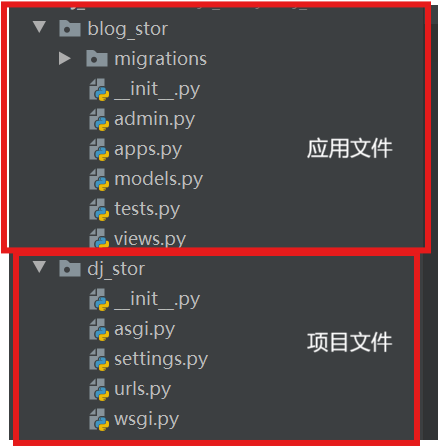 blog_stor
migrations
__init__.py
admin.py
apps.py
应用文件
models.py
tests.py
views.py
dj_stor
__init__.py
asgi.py
项目文件
settings.py
urls.py
wsgi.py